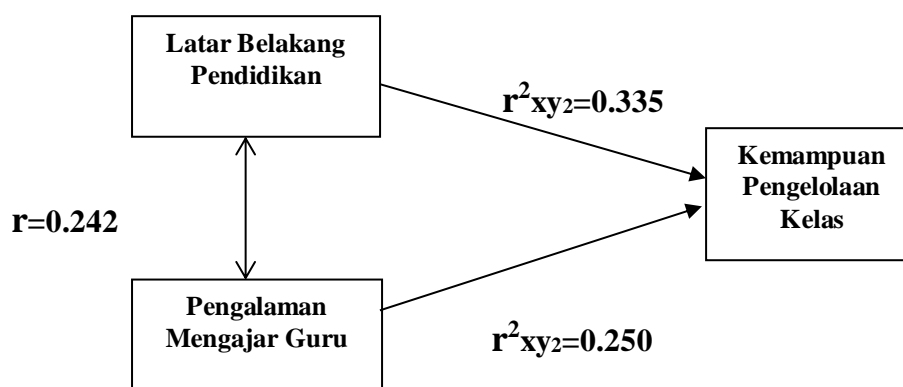 Latar Belakang
Pendidikan
r²xy₂=0.335
Kemampuan
Pengelolaan
Kelas
r=0.242
Pengalaman
Mengajar Guru
r²xy₂=0.250